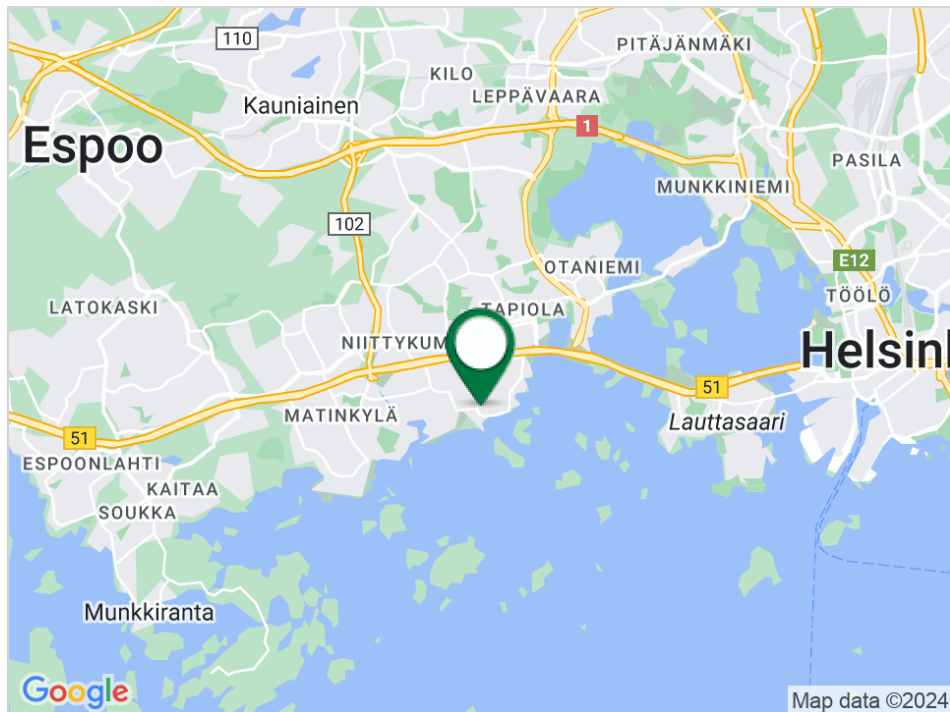 110
PITÄJÄNMÄKI
KILO
LEPPÄVAARA
Kauniainen
1
Espoo
PASILA
MUNKKINIEMI
102
E12
OTANIEMI
TÖÖLÖ
LATOKASKI
TAPIOLA
NIITTYKUM
Helsinl
51
MATINKYLÄ
Lauttasaari
51
ESPOONLAHTI
KAITAA
SOUKKA
Munkkiranta
Google
Map data ©2024